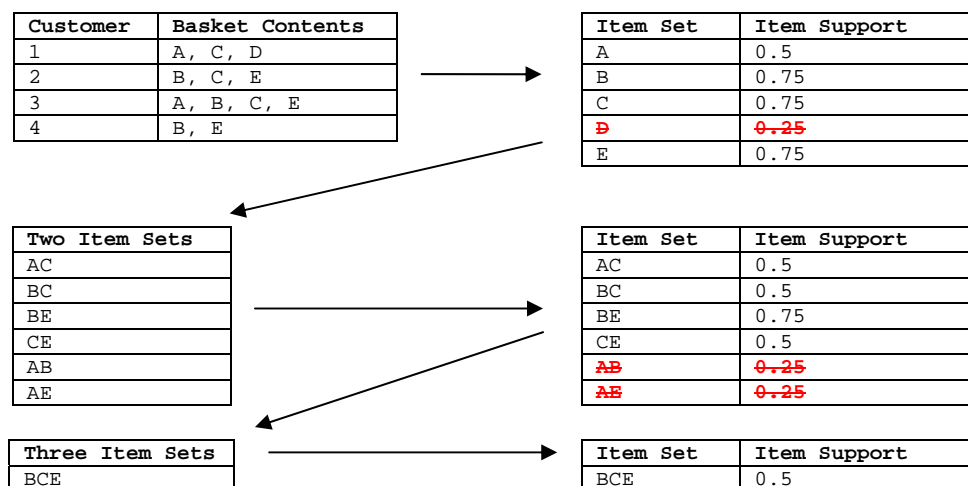 Customer Basket Contents
1 A, C, D
2 B, C, E
3 A, B, C, E
4 B, E
Item Set Item Support
A 0.5
B 0.75
C 0.75
D 0.25
E 0.75
Two Item Sets
AC
BC
BE
CE
AB
AE
Item Set Item Support
AC 0.5
BC 0.5
BE 0.75
CE 0.5
AB 0.25
AE 0.25
Three Item Sets
BCE
Item Set Item Support
BCE 0.5